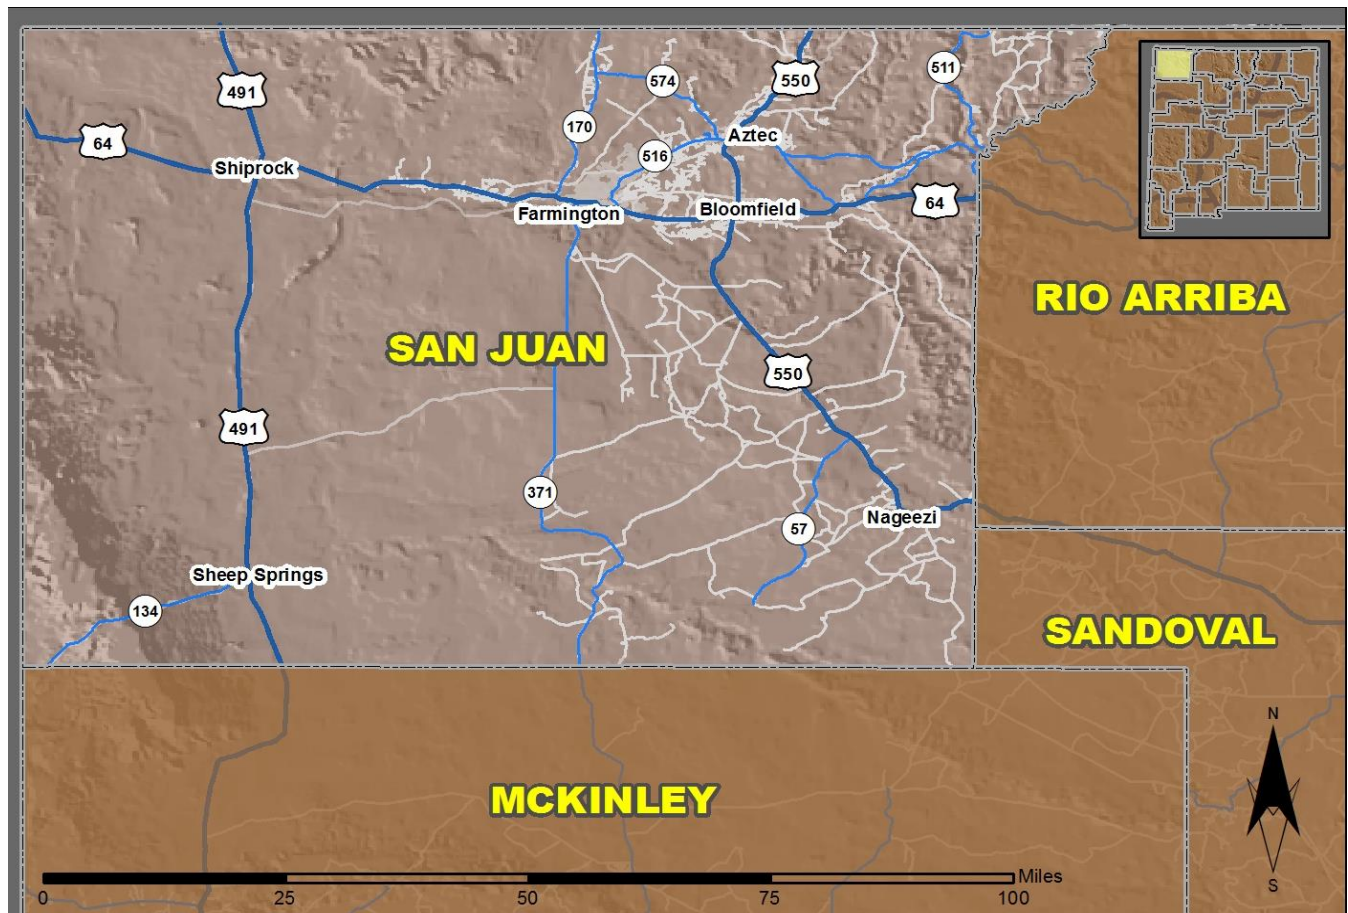 491
574
550
511
64
170
516
Aztec
Shiprock
Farmington
Bloomfield
64
RIO ARRIBA
SAN JUAN
550
491
371
57
Nageezi
Sheep Springs
134
SANDOVAL
N
MCKINLEY
Miles
0
25
50
75
100
S